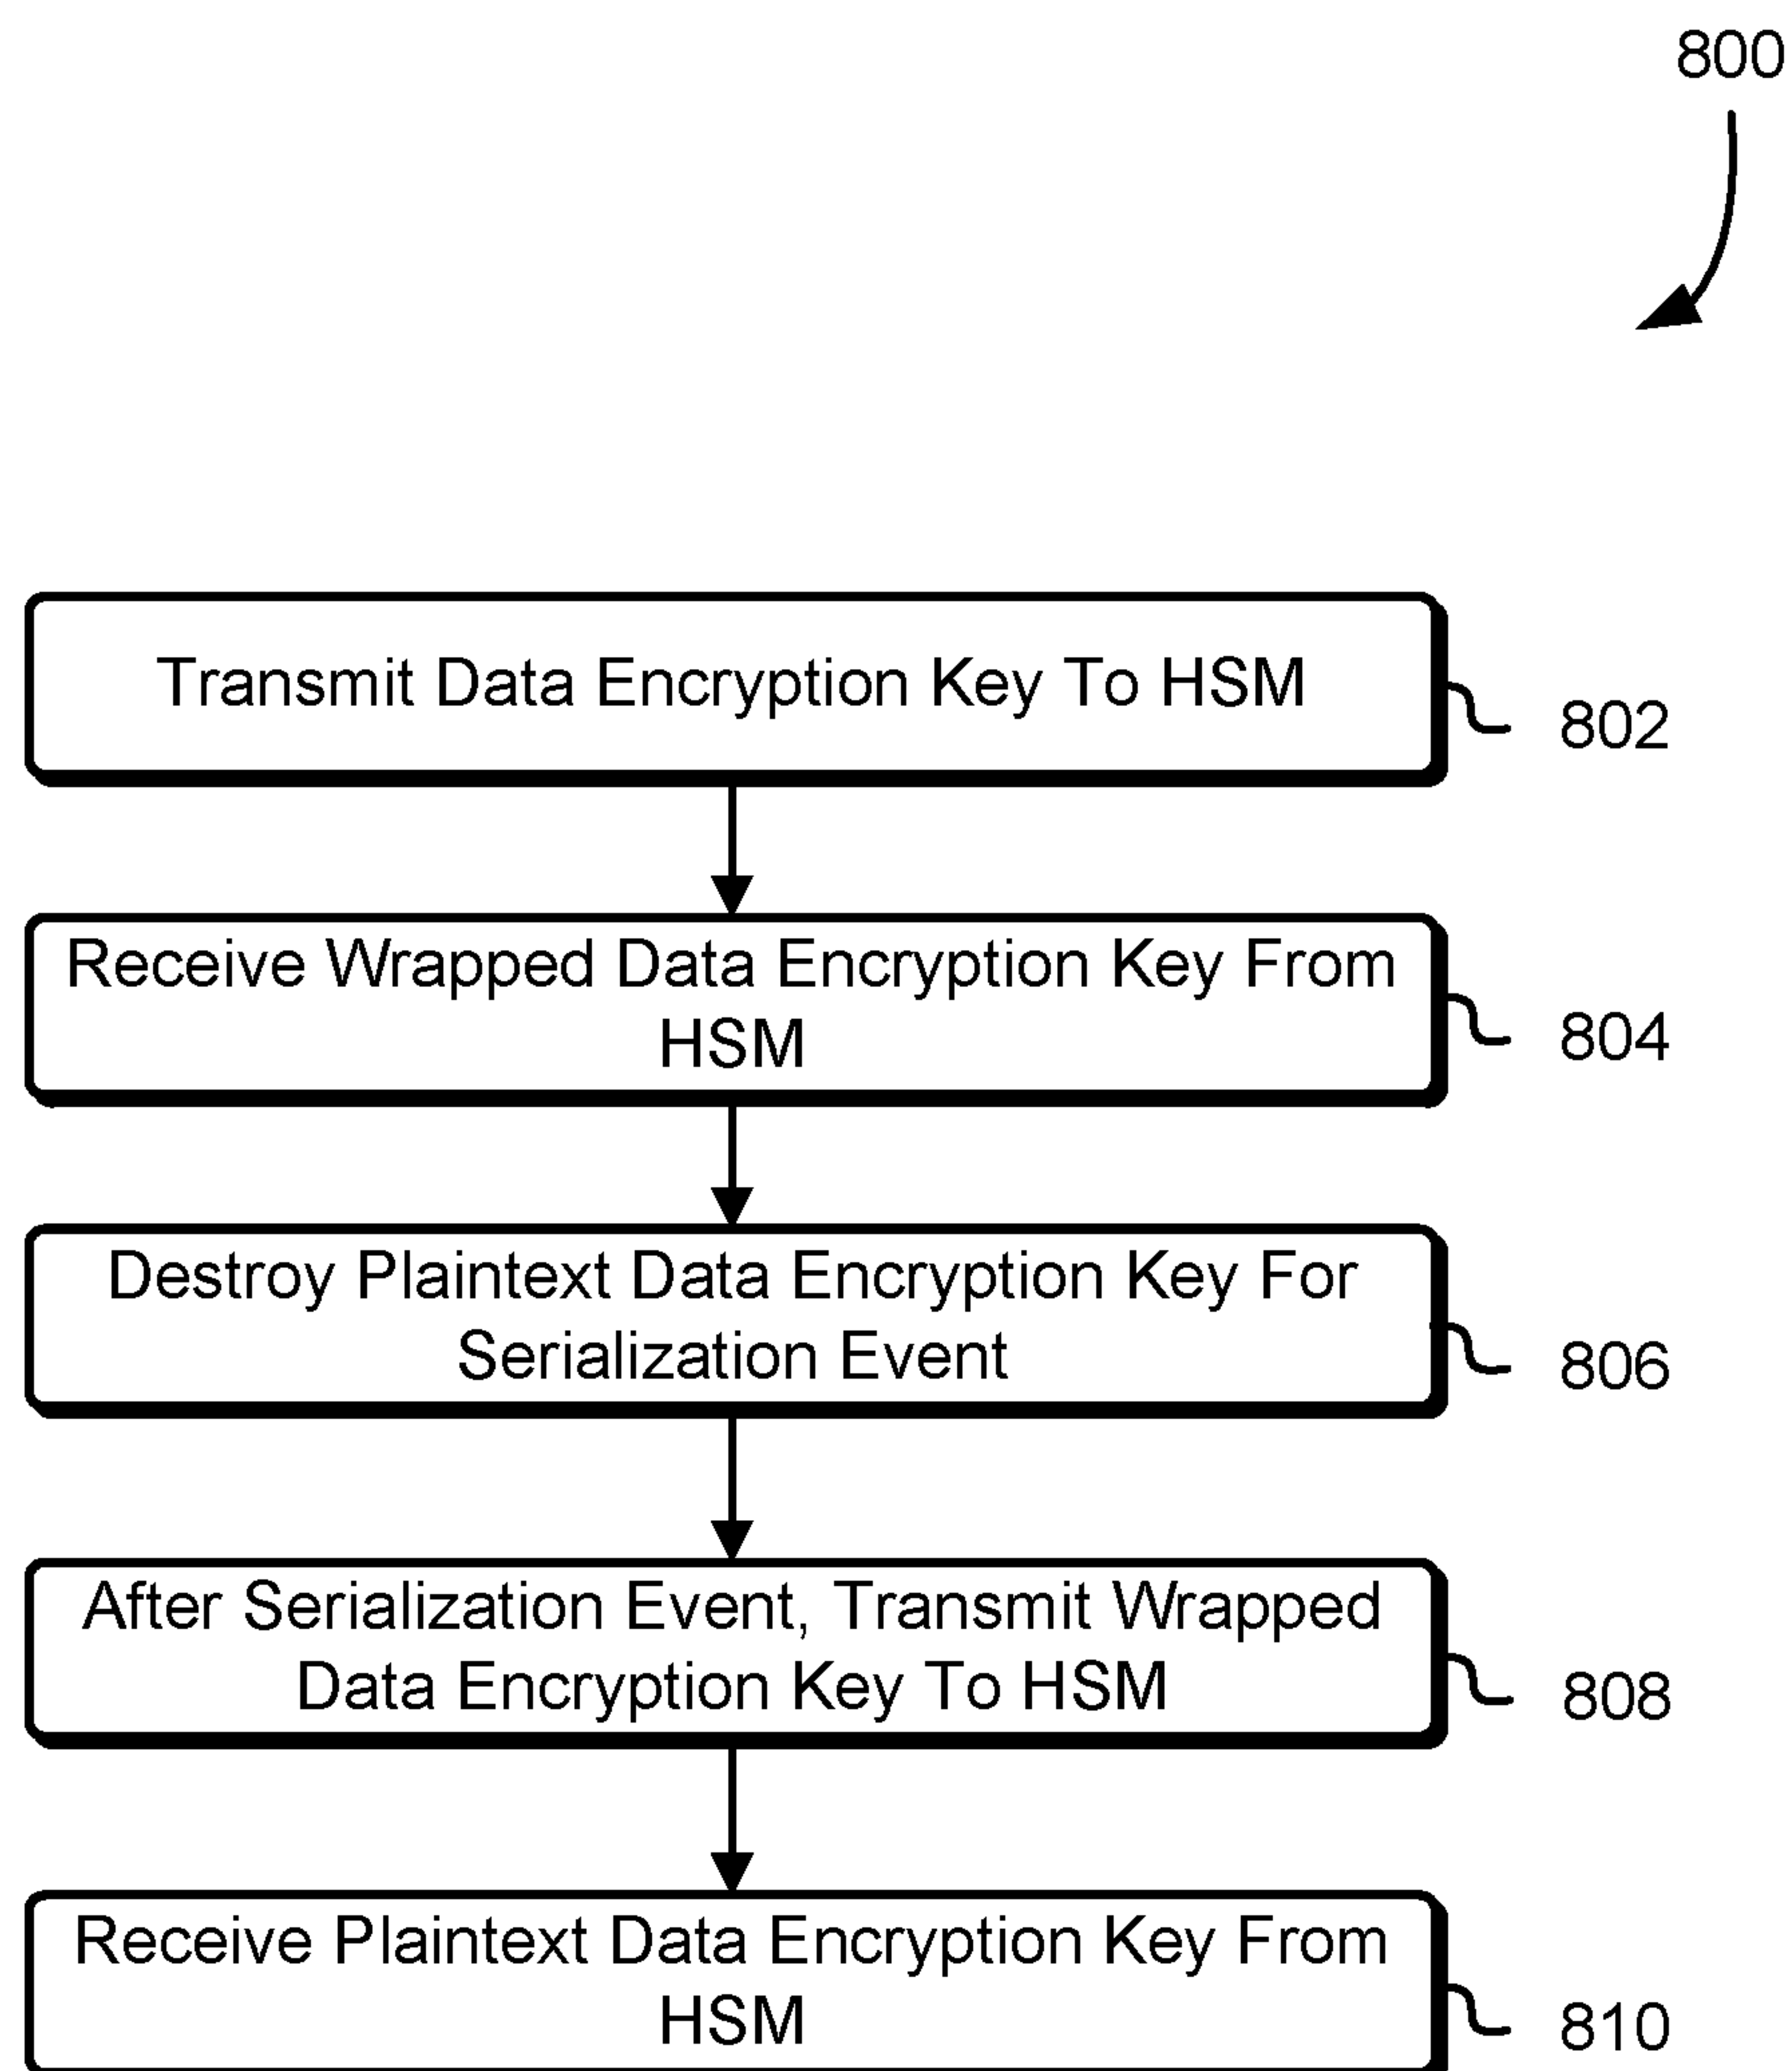 800
Transmit Data Encryption Key To HSM
802
Receive Wrapped Data Encryption Key From
HSM
804
Destroy Plaintext Data Encryption Key For
Serialization Event
806
After Serialization Event, Transmit Wrapped
Data Encryption Key To HSM
808
Receive Plaintext Data Encryption Key From
HSM
810